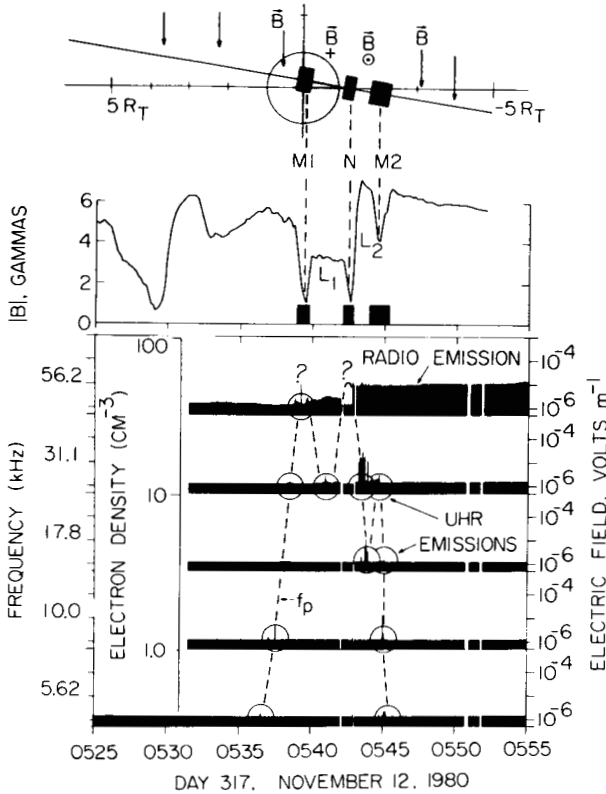 B B B B
+ ⊙
5 R_T -5 R_T
M1 N M2
|B|, GAMMAS
6
4
2
0
L_1 L_2
FREQUENCY (kHz)
56.2
31.1
17.8
10.0
5.62
ELECTRON DENSITY (CM^-3)
100
10
1.0
? ?
RADIO EMISSION
UHR
EMISSIONS
f_p
10^-4
10^-6
10^-4
10^-6
10^-4
10^-6
10^-4
10^-6
10^-4
10^-6
ELECTRIC FIELD, VOLTS m^-1
0525 0530 0535 0540 0545 0550 0555
DAY 317, NOVEMBER 12, 1980